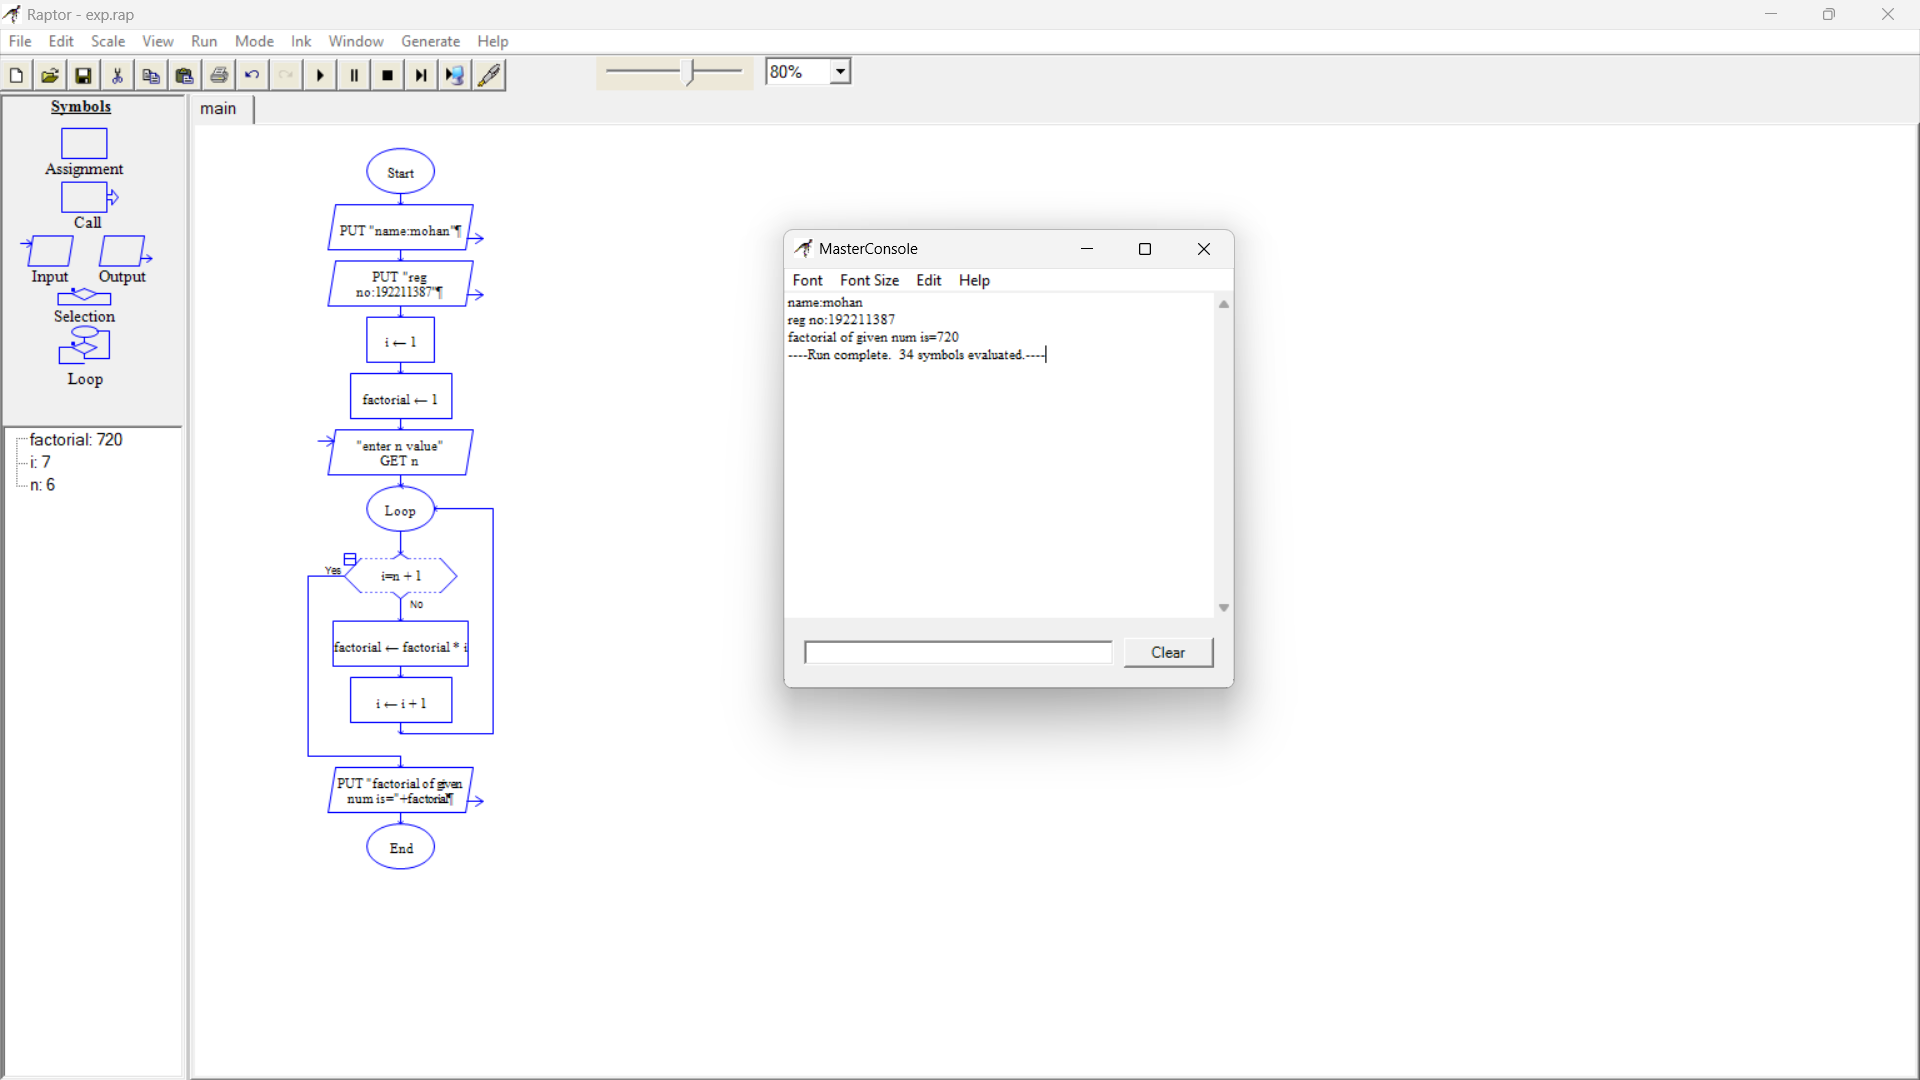 Raptor - exp.rap
File Edit Scale View Run Mode Ink Window Generate Help
80%
Symbols
Assignment
Call
Input Output
Selection
Loop
factorial: 720
i: 7
n: 6
main
Start
PUT "name:mohan"¶
PUT "reg
no:192211387"¶
i ← 1
factorial ← 1
"enter n value"
GET n
Loop
Yes
i=n + 1
No
factorial ← factorial * i
i ← i + 1
PUT "factorial of given
num is="+factorial¶
End
MasterConsole
Font Font Size Edit Help
name:mohan
reg no:192211387
factorial of given num is=720
----Run complete. 34 symbols evaluated.----
Clear